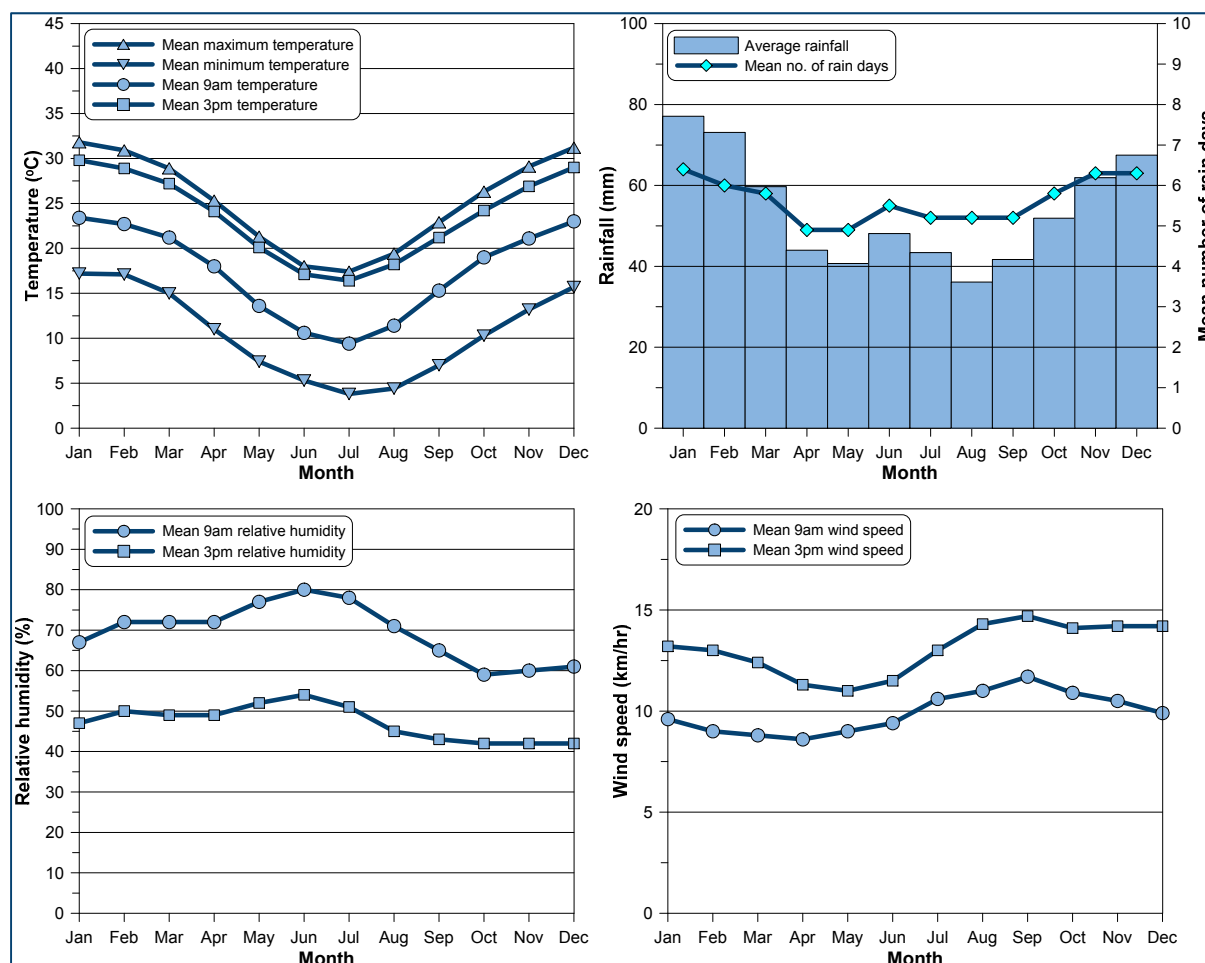 45
40
35
30
25
20
15
10
5
0
Temperature (ºC)
Mean maximum temperature
Mean minimum temperature
Mean 9am temperature
Mean 3pm temperature
Jan Feb Mar Apr May Jun Jul Aug Sep Oct Nov Dec
Month
100
80
60
40
20
0
Rainfall (mm)
Average rainfall
Mean no. of rain days
10
9
8
7
6
5
4
3
2
1
0
Mean number of rain days
Jan Feb Mar Apr May Jun Jul Aug Sep Oct Nov Dec
Month
100
90
80
70
60
50
40
30
20
10
0
Relative humidity (%)
Mean 9am relative humidity
Mean 3pm relative humidity
Jan Feb Mar Apr May Jun Jul Aug Sep Oct Nov Dec
Month
20
15
10
5
0
Wind speed (km/hr)
Mean 9am wind speed
Mean 3pm wind speed
Jan Feb Mar Apr May Jun Jul Aug Sep Oct Nov Dec
Month